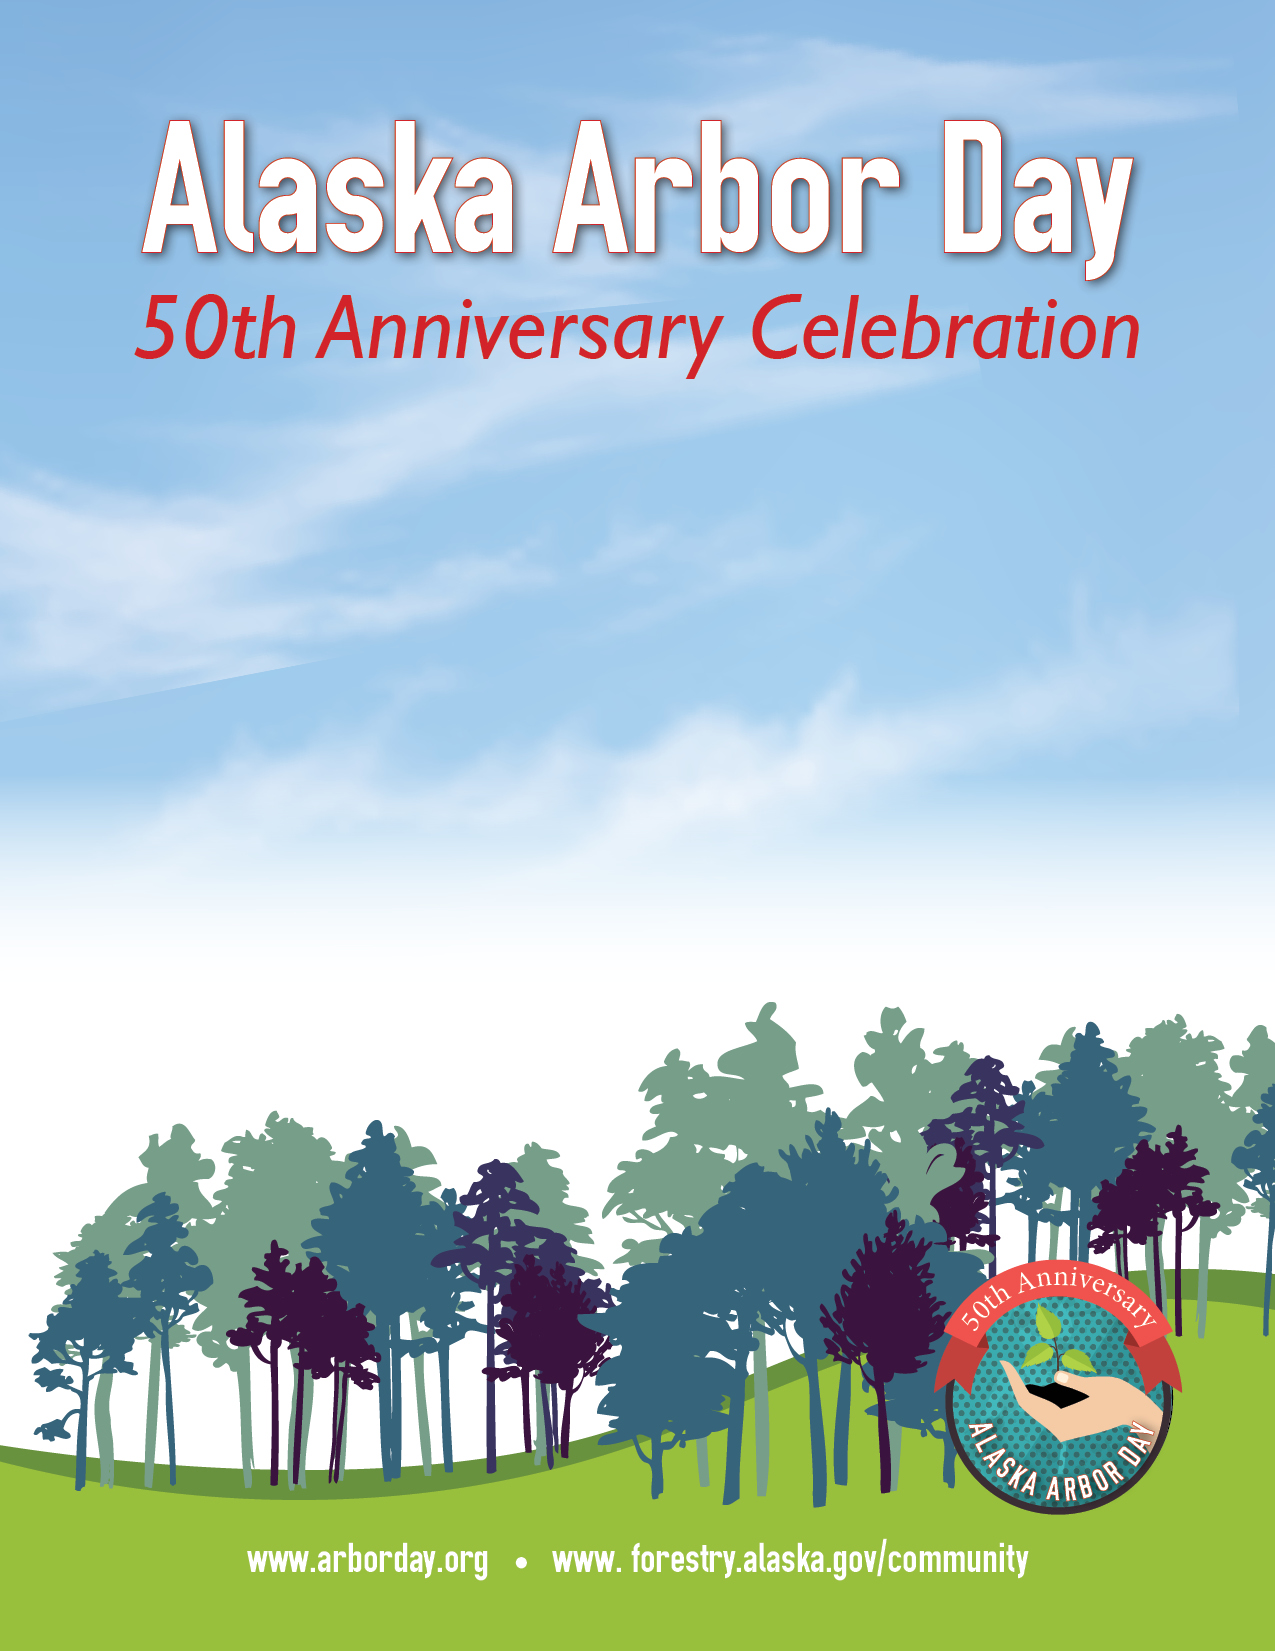 Alaska Arbor Day
50th Anniversary Celebration
50th Anniversary
ALASKA ARBOR DAY
www.arborday.org • www. forestry.alaska.gov/community